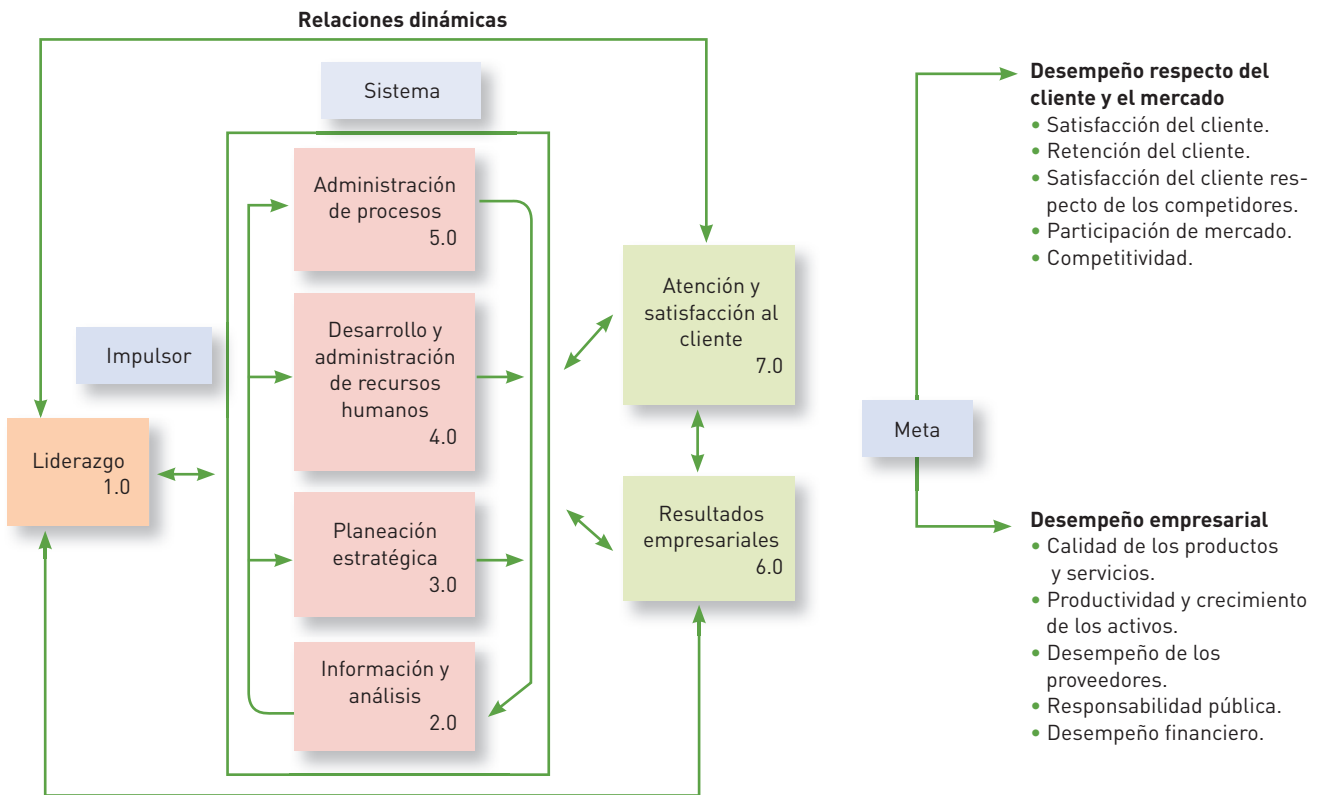 Relaciones dinámicas
Sistema
Administración
de procesos
5.0
Desarrollo y
administración
de recursos
humanos
4.0
Planeación
estratégica
3.0
Información y
análisis
2.0
Impulsor
Liderazgo
1.0
Atención y
satisfacción al
cliente
7.0
Resultados
empresariales
6.0
Meta
Desempeño respecto del
cliente y el mercado
• Satisfacción del cliente.
• Retención del cliente.
• Satisfacción del cliente res-
pecto de los competidores.
• Participación de mercado.
• Competitividad.
Desempeño empresarial
• Calidad de los productos
y servicios.
• Productividad y crecimiento
de los activos.
• Desempeño de los
proveedores.
• Responsabilidad pública.
• Desempeño financiero.